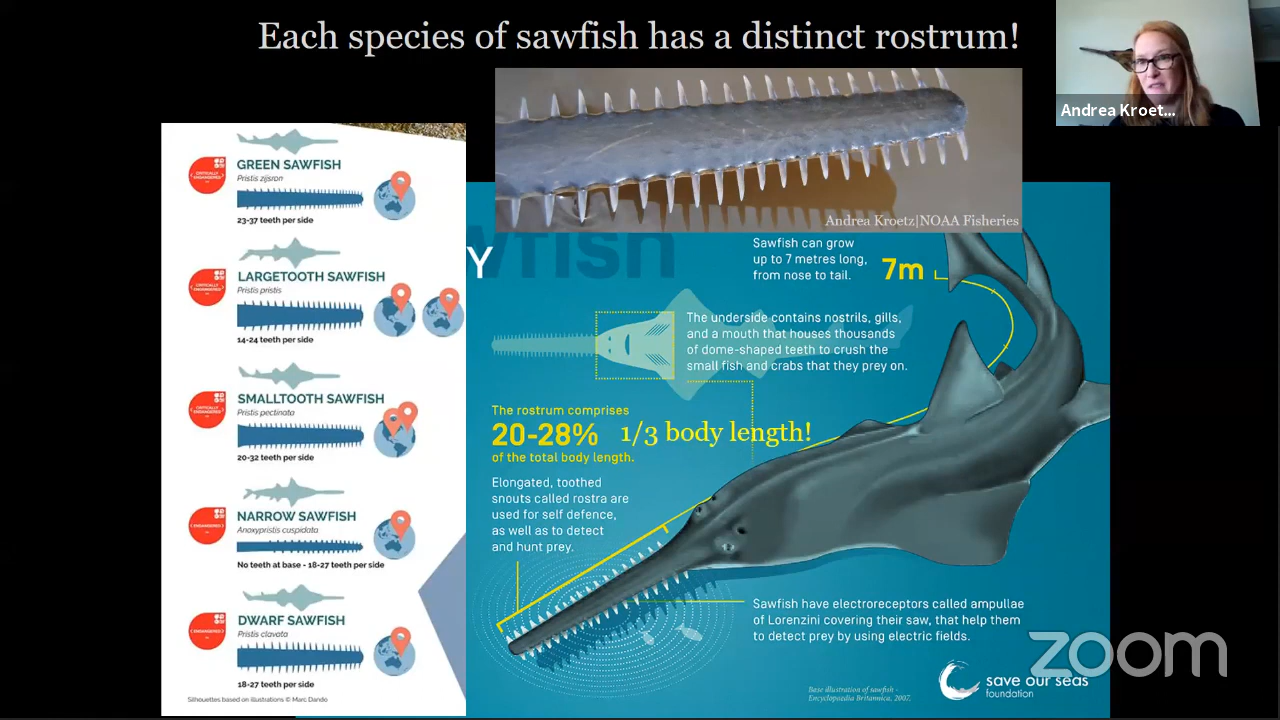 Each species of sawfish has a distinct rostrum!
Andrea Kroet...
GREEN SAWFISH
Pristis zijsron
23-37 teeth per side
LARGETOOTH SAWFISH
Pristis pristis
14-24 teeth per side
SMALLTOOTH SAWFISH
Pristis pectinata
20-32 teeth per side
NARROW SAWFISH
Anoxypristis cuspidata
No teeth at base - 18-27 teeth per side
DWARF SAWFISH
Pristis clavata
18-27 teeth per side
Silhouettes based on illustrations © Marc Dando
Andrea Kroetz|NOAA Fisheries
Y
wfish
Sawfish can grow
up to 7 metres long,
from nose to tail.
7m
The underside contains nostrils, gills,
and a mouth that houses thousands
of dome-shaped teeth to crush the
small fish and crabs that they prey on.
The rostrum comprises
20-28% 1/3 body length!
of the total body length.
Elongated, toothed
snouts called rostra are
used for self defence,
as well as to detect
and hunt prey.
Sawfish have electroreceptors called ampullae
of Lorenzini covering their saw, that help them
to detect prey by using electric fields.
Base illustration of sawfish -
Encyclopædia Britannica, 2007.
save our seas
foundation
zoom